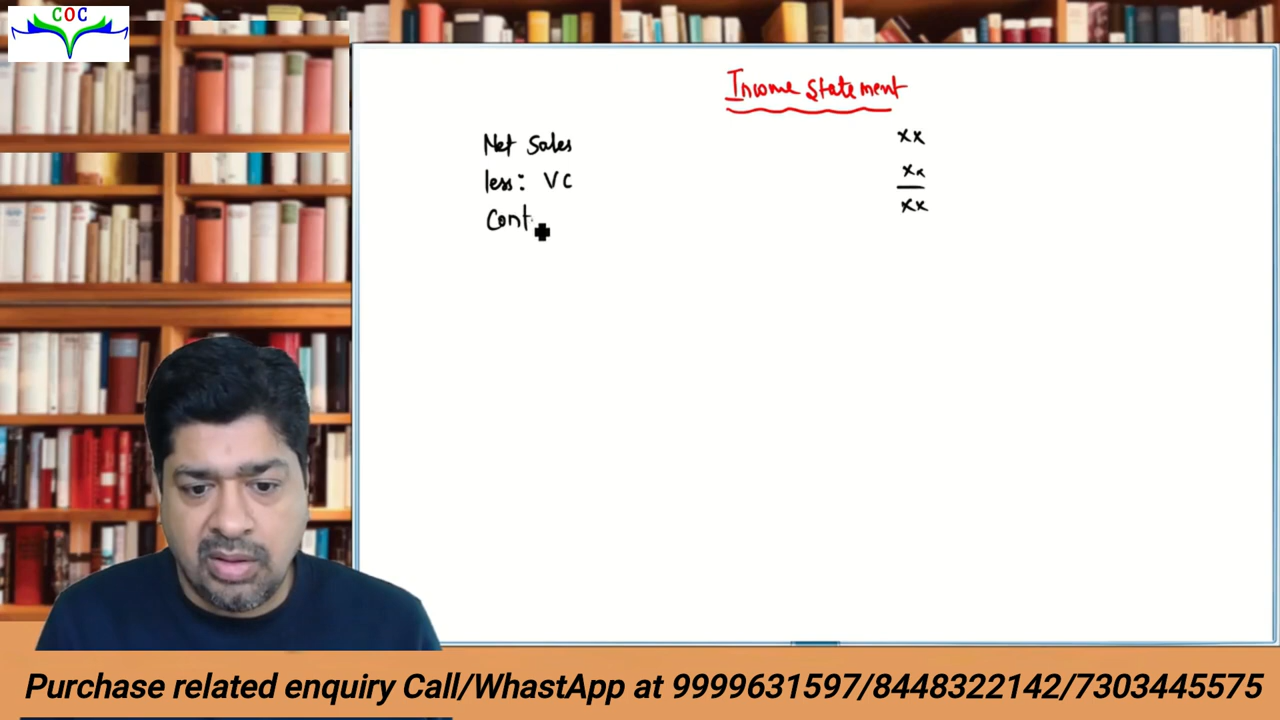 COC
Income Statement
Net Sales xx
less: VC xx
Cont xx
Purchase related enquiry Call/WhastApp at 9999631597/8448322142/7303445575